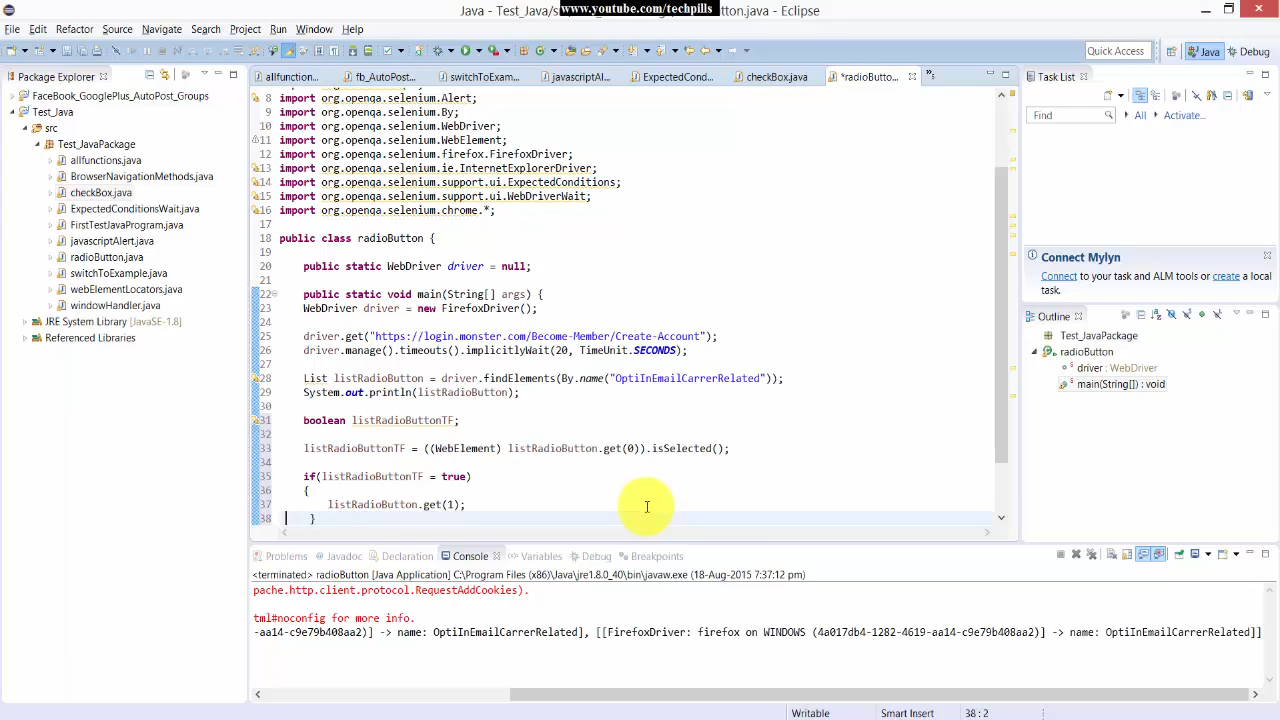 www.youtube.com/techpills
Java - Test_Java/s
ton.java - Eclipse
File Edit Refactor Source Navigate Search Project Run Window Help
Quick Access
Java
Debug
Package Explorer
FaceBook_GooglePlus_AutoPost_Groups
Test_Java
src
Test_JavaPackage
allfunctions.java
BrowserNavigationMethods.java
checkBox.java
ExpectedConditionsWait.java
FirstTestJavaProgram.java
javascriptAlert.java
radioButton.java
switchToExample.java
webElementLocators.java
windowHandler.java
JRE System Library [JavaSE-1.8]
Referenced Libraries
allfunction... fb_AutoPost... switchToExam... javascriptAl... ExpectedCond... checkBox.java *radioButto...
8 import org.openqa.selenium.Alert;
9 import org.openqa.selenium.By;
10 import org.openqa.selenium.WebDriver;
11 import org.openqa.selenium.WebElement;
12 import org.openqa.selenium.firefox.FirefoxDriver;
13 import org.openqa.selenium.ie.InternetExplorerDriver;
14 import org.openqa.selenium.support.ui.ExpectedConditions;
15 import org.openqa.selenium.support.ui.WebDriverWait;
16 import org.openqa.selenium.chrome.*;
17
18 public class radioButton {
19
20 public static WebDriver driver = null;
21
22 public static void main(String[] args) {
23 WebDriver driver = new FirefoxDriver();
24
25 driver.get("https://login.monster.com/Become-Member/Create-Account");
26 driver.manage().timeouts().implicitlyWait(20, TimeUnit.SECONDS);
27
28 List listRadioButton = driver.findElements(By.name("OptiInEmailCarrerRelated"));
29 System.out.println(listRadioButton);
30
31 boolean listRadioButtonTF;
32
33 listRadioButtonTF = ((WebElement) listRadioButton.get(0)).isSelected();
34
35 if(listRadioButtonTF = true)
36 {
37 listRadioButton.get(1);
38 }
Task List
Find
All
Activate...
Connect Mylyn
Connect to your task and ALM tools or create a local task.
Outline
Test_JavaPackage
radioButton
driver : WebDriver
main(String[]) : void
Problems Javadoc Declaration Console Variables Debug Breakpoints
<terminated> radioButton [Java Application] C:\Program Files (x86)\Java\jre1.8.0_40\bin\javaw.exe (18-Aug-2015 7:37:12 pm)
pache.http.client.protocol.RequestAddCookies).
tml#noconfig for more info.
-aa14-c9e79b408aa2)] -> name: OptiInEmailCarrerRelated], [[FirefoxDriver: firefox on WINDOWS (4a017db4-1282-4619-aa14-c9e79b408aa2)] -> name: OptiInEmailCarrerRelated]]
Writable
Smart Insert
38 : 2